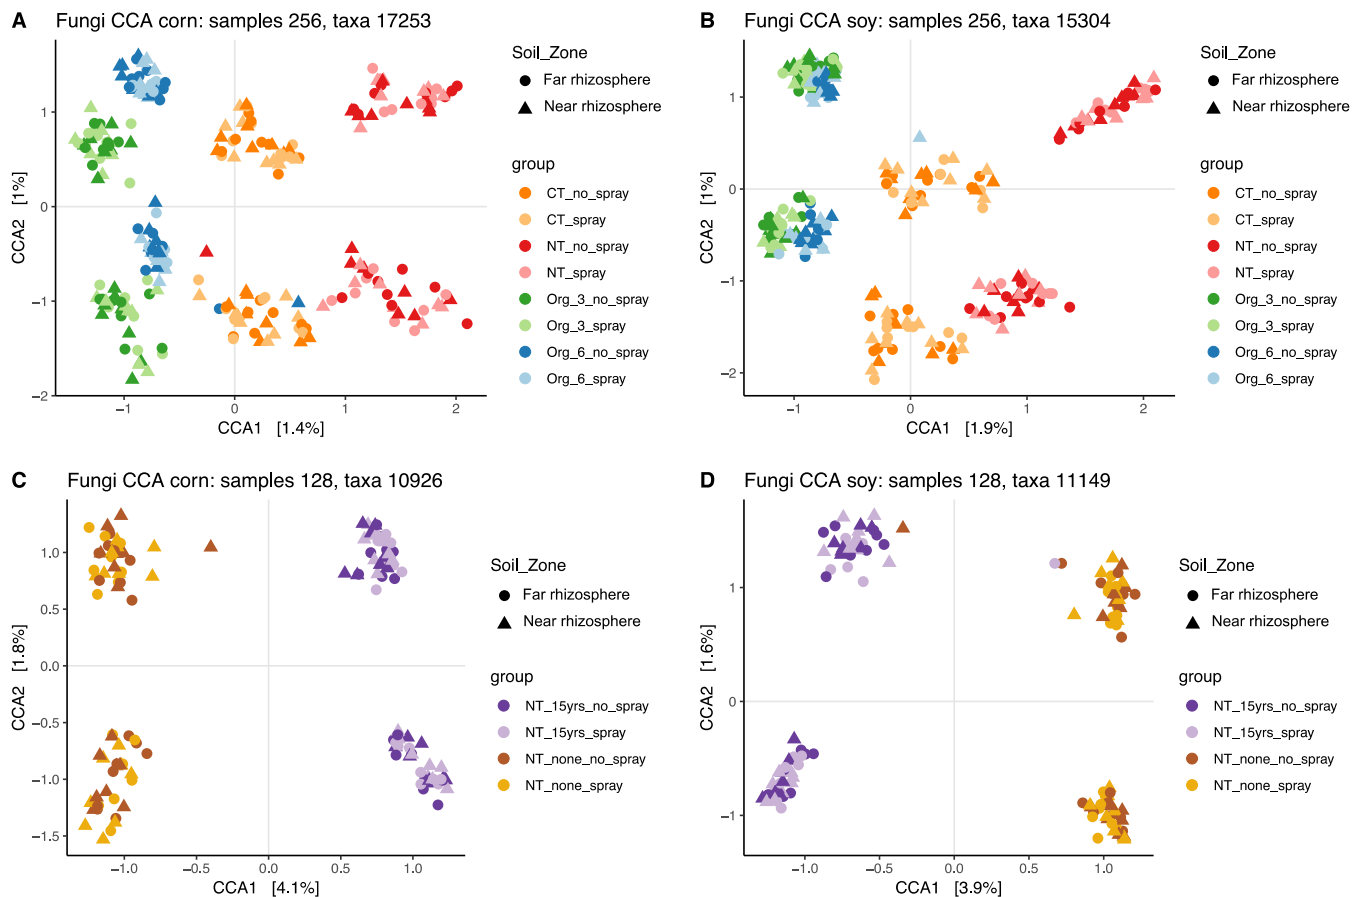 A
Fungi CCA corn: samples 256, taxa 17253
1
0
−1
−2
CCA2 [1%]
−1
0
1
2
CCA1 [1.4%]
Soil_Zone
Far rhizosphere
Near rhizosphere
group
CT_no_spray
CT_spray
NT_no_spray
NT_spray
Org_3_no_spray
Org_3_spray
Org_6_no_spray
Org_6_spray
B
Fungi CCA soy: samples 256, taxa 15304
1
0
−1
−2
CCA2 [1%]
−1
0
1
2
CCA1 [1.9%]
Soil_Zone
Far rhizosphere
Near rhizosphere
group
CT_no_spray
CT_spray
NT_no_spray
NT_spray
Org_3_no_spray
Org_3_spray
Org_6_no_spray
Org_6_spray
C
Fungi CCA corn: samples 128, taxa 10926
1.0
0.5
0.0
−0.5
−1.0
−1.5
CCA2 [1.8%]
−1.0
−0.5
0.0
0.5
1.0
CCA1 [4.1%]
Soil_Zone
Far rhizosphere
Near rhizosphere
group
NT_15yrs_no_spray
NT_15yrs_spray
NT_none_no_spray
NT_none_spray
D
Fungi CCA soy: samples 128, taxa 11149
1
0
−1
CCA2 [1.6%]
−1.0
−0.5
0.0
0.5
1.0
CCA1 [3.9%]
Soil_Zone
Far rhizosphere
Near rhizosphere
group
NT_15yrs_no_spray
NT_15yrs_spray
NT_none_no_spray
NT_none_spray